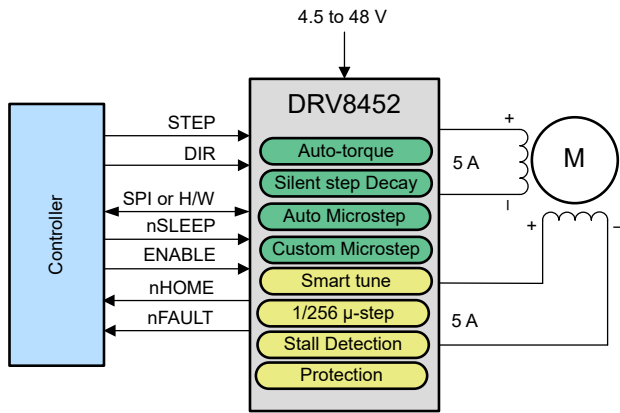 4.5 to 48 V
DRV8452
Controller
STEP
DIR
SPI or H/W
nSLEEP
ENABLE
nHOME
nFAULT
Auto-torque
Silent step Decay
Auto Microstep
Custom Microstep
Smart tune
1/256 μ-step
Stall Detection
Protection
+
5 A
–
M
+
–
5 A